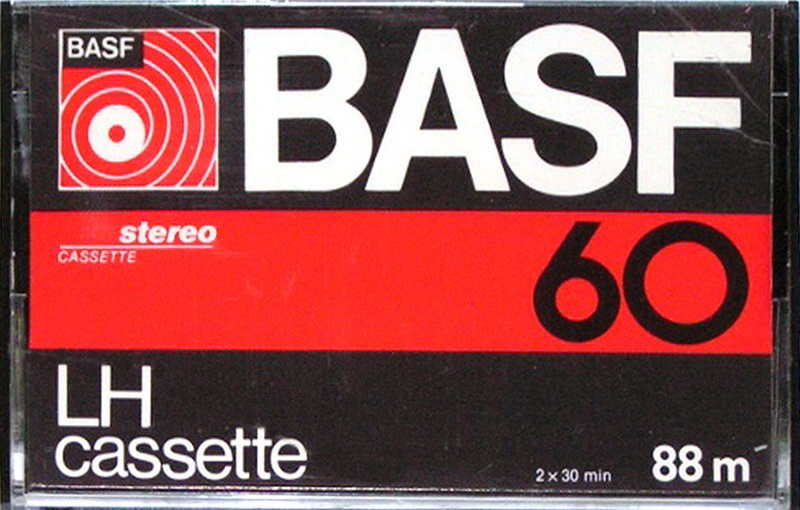 BASF
BASF
stereo
CASSETTE
60
LH
cassette
2 x 30 min
88 m